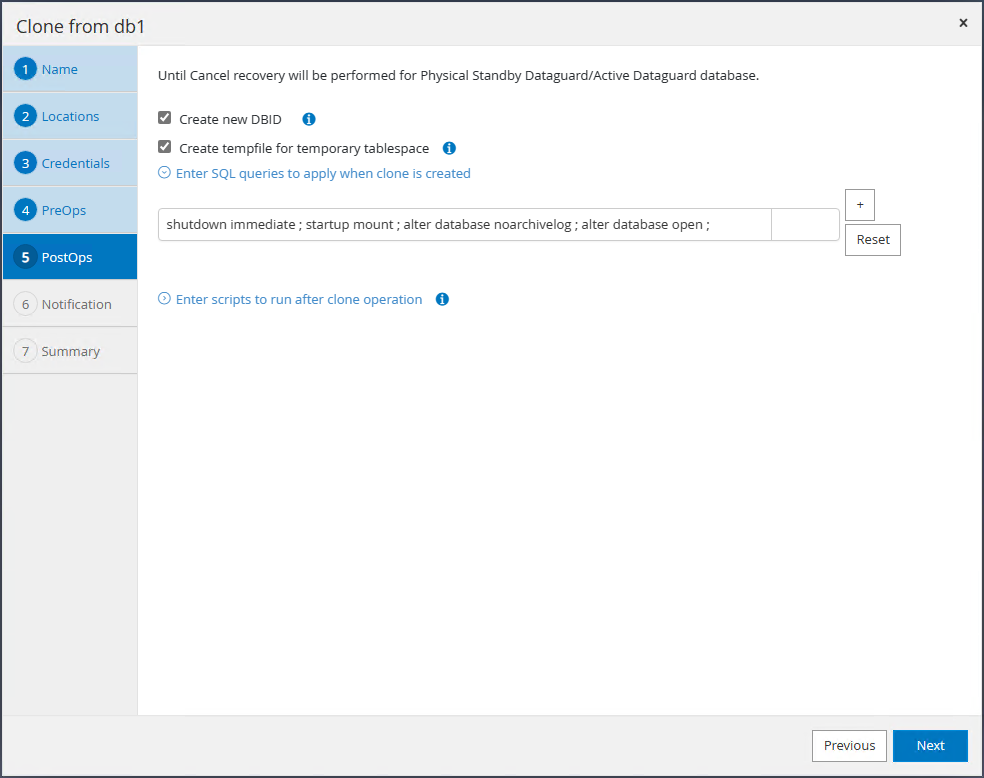 Clone from db1
×
1 Name
2 Locations
3 Credentials
4 PreOps
5 PostOps
6 Notification
7 Summary
Until Cancel recovery will be performed for Physical Standby Dataguard/Active Dataguard database.
Create new DBID i
Create tempfile for temporary tablespace i
Enter SQL queries to apply when clone is created
shutdown immediate ; startup mount ; alter database noarchivelog ; alter database open ;
+
Reset
Enter scripts to run after clone operation i
Previous Next